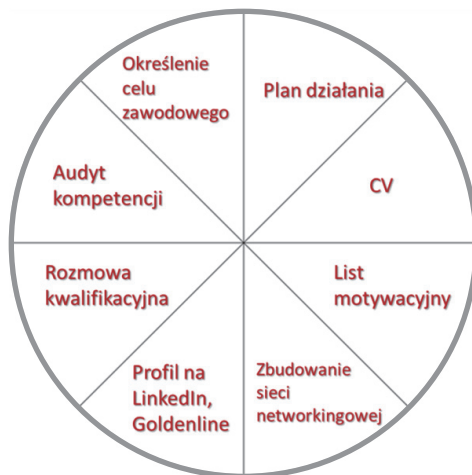 Określenie
celu
zawodowego
Plan działania
Audyt
kompetencji
CV
Rozmowa
kwalifikacyjna
List
motywacyjny
Profil na
LinkedIn,
Goldenline
Zbudowanie
sieci
networkingowej